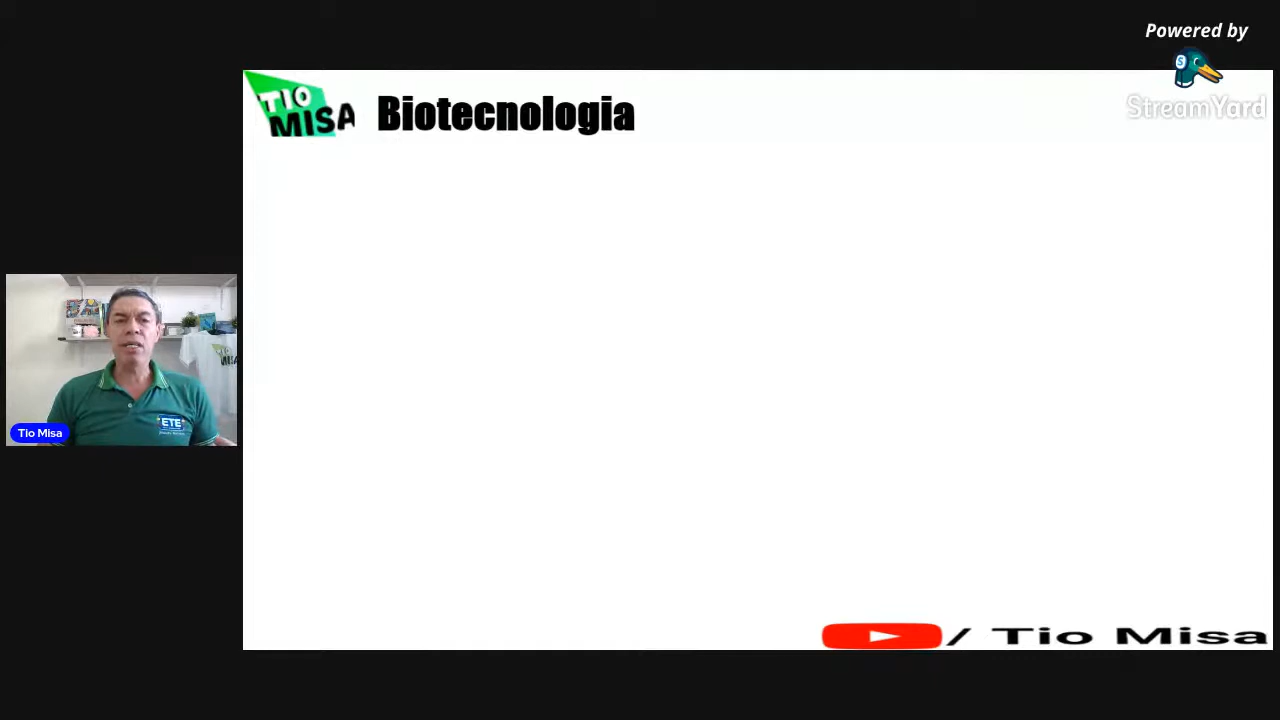 Powered by
StreamYard
TIO
MISA
Biotecnologia
ETE
Tio Misa
/ Tio Misa